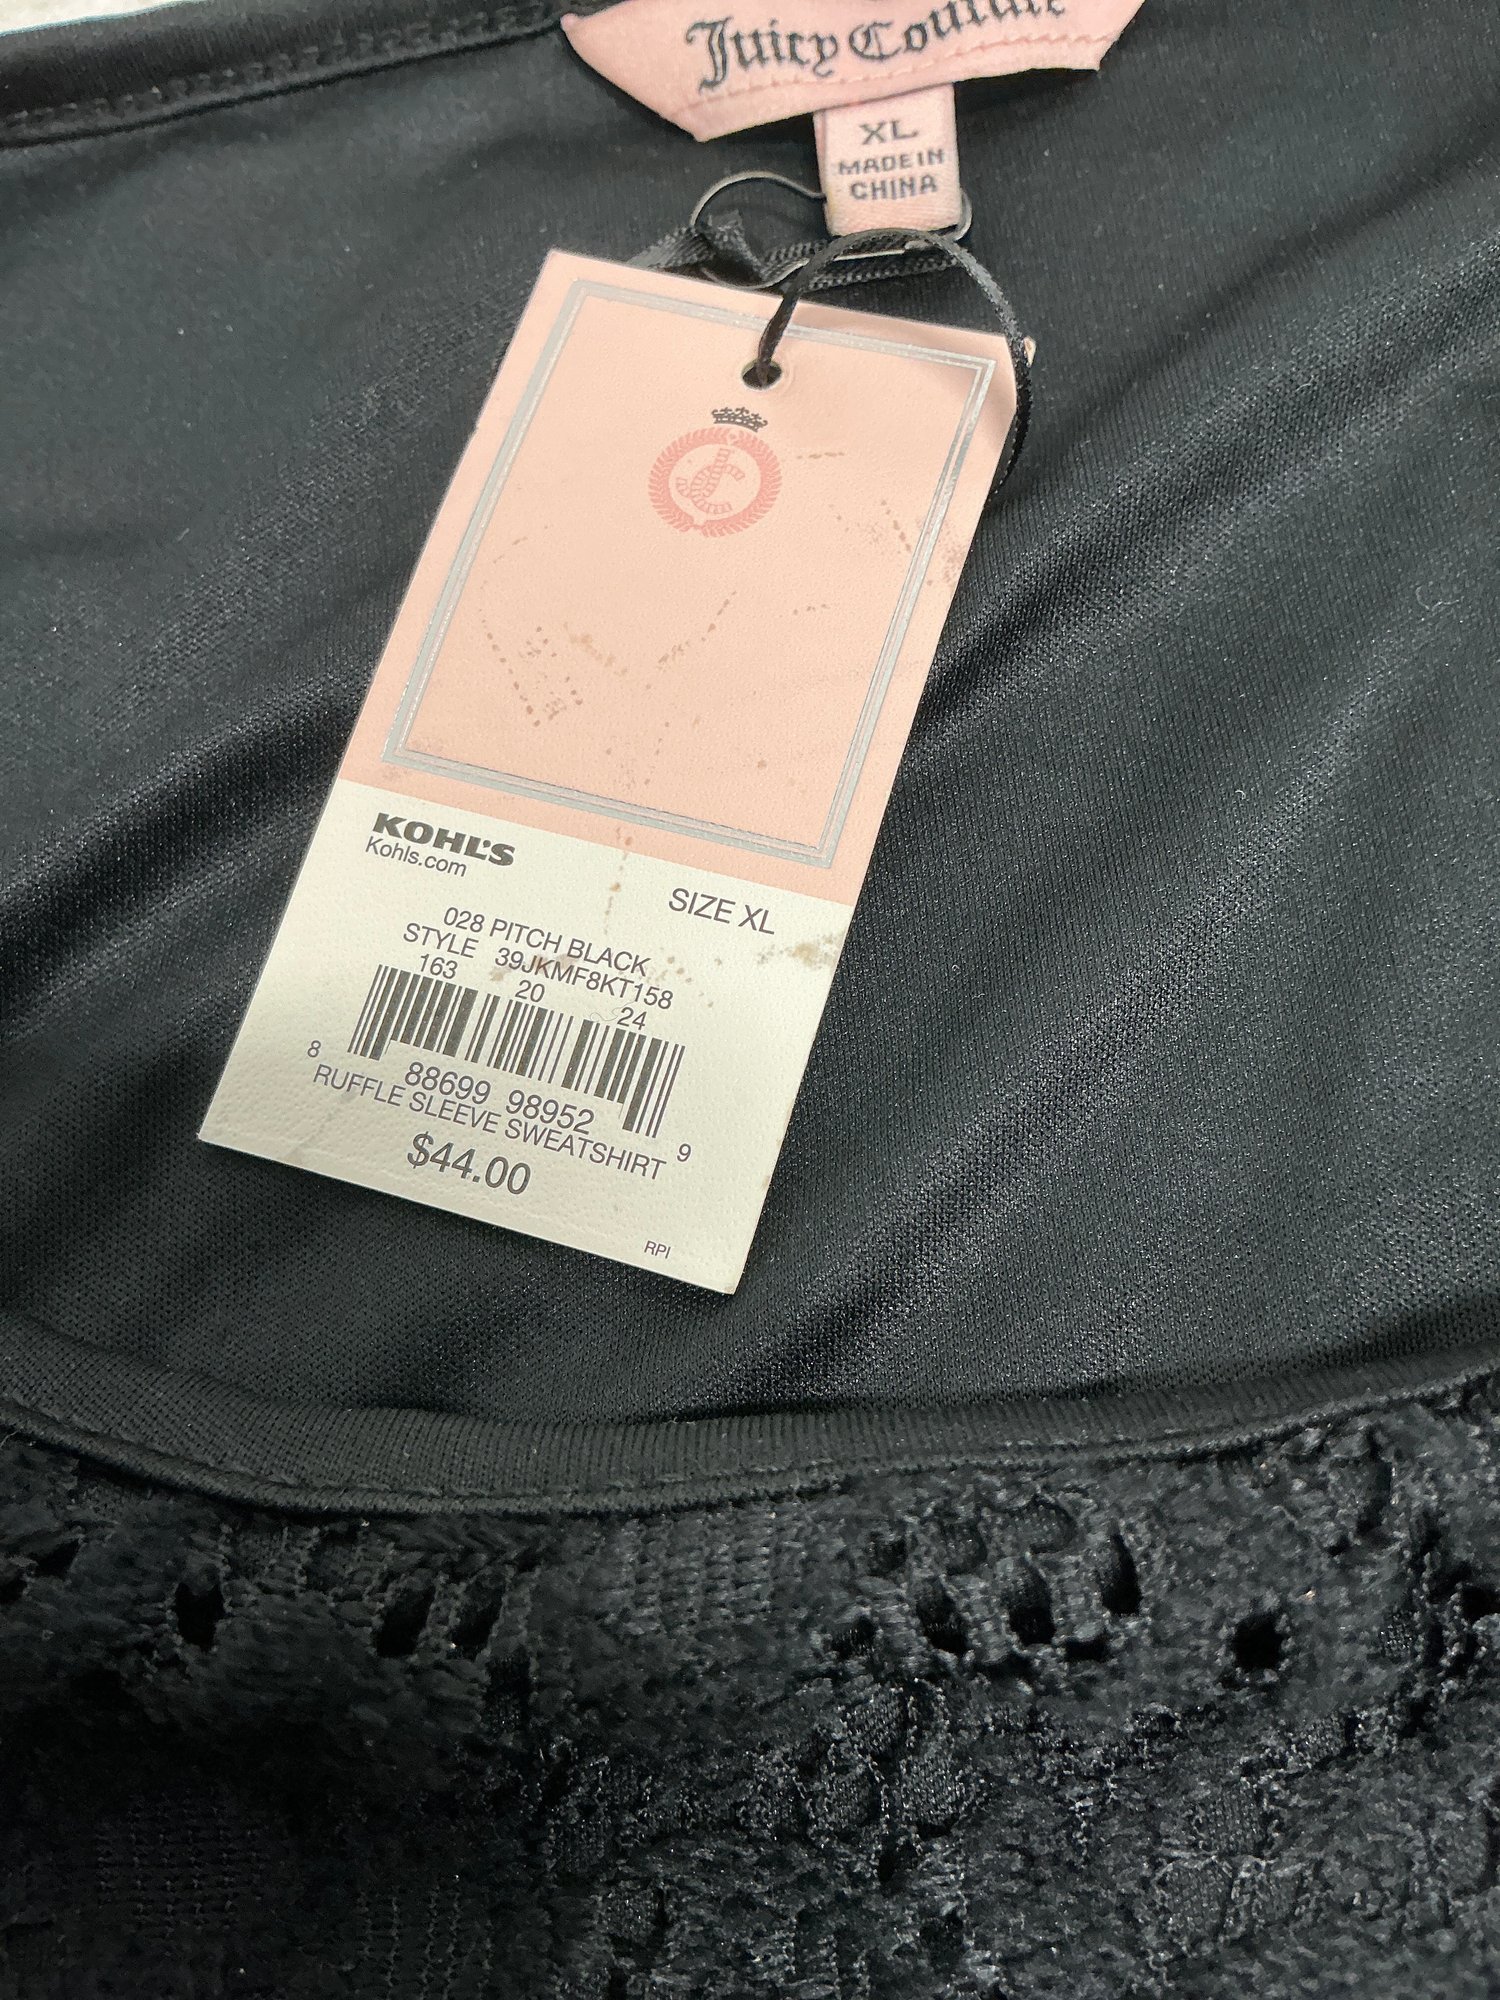 Juicy Couture
XL
MADE IN
CHINA
KOHL'S
Kohls.com
SIZE XL
028 PITCH BLACK
STYLE 39JKMF8KT158
163 20 24
8 88699 98952 9
RUFFLE SLEEVE SWEATSHIRT
$44.00
RPI